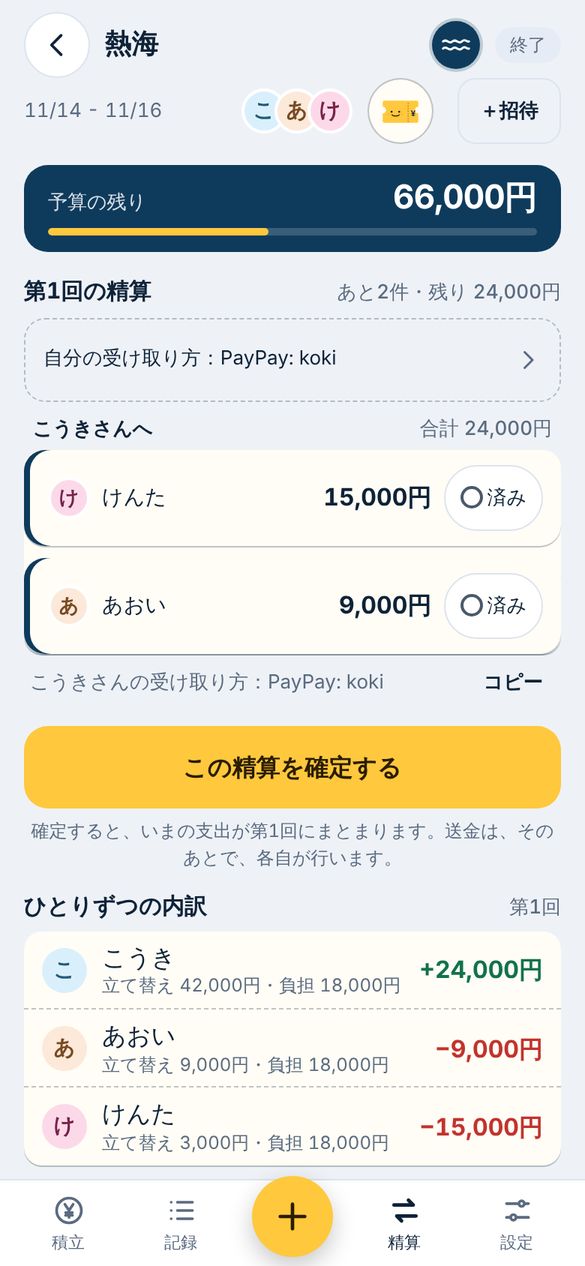 熱海
終了
11/14 - 11/16
こ あ け
¥
+招待
予算の残り
66,000円
第1回の精算
あと2件・残り 24,000円
自分の受け取り方：PayPay: koki
こうきさんへ
合計 24,000円
け けんた 15,000円 済み
あ あおい 9,000円 済み
こうきさんの受け取り方：PayPay: koki
コピー
この精算を確定する
確定すると、いまの支出が第1回にまとまります。送金は、その
あとで、各自が行います。
ひとりずつの内訳
第1回
こ こうき +24,000円
立て替え 42,000円・負担 18,000円
あ あおい −9,000円
立て替え 9,000円・負担 18,000円
け けんた −15,000円
立て替え 3,000円・負担 18,000円
¥
+
積立 記録 精算 設定